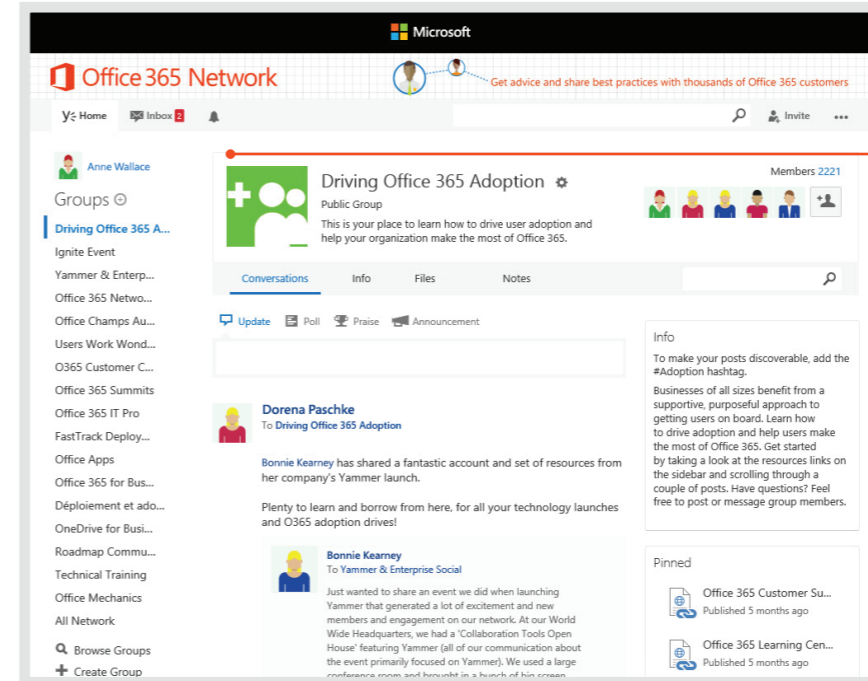 Microsoft
Office 365 Network
Get advice and share best practices with thousands of Office 365 customers
Home
Inbox 2
Invite
Anne Wallace
Groups
Driving Office 365 A...
Ignite Event
Yammer & Enterp...
Office 365 Netwo...
Office Champs Au...
Users Work Wond...
O365 Customer C...
Office 365 Summits
Office 365 IT Pro
FastTrack Deploy...
Office Apps
Office 365 for Bus...
Déploiement et ado...
OneDrive for Busi...
Roadmap Commu...
Technical Training
Office Mechanics
All Network
Browse Groups
Create Group
Driving Office 365 Adoption
Public Group
This is your place to learn how to drive user adoption and
help your organization make the most of Office 365.
Members 2221
Conversations Info Files Notes
Update Poll Praise Announcement
Dorena Paschke
To Driving Office 365 Adoption
Bonnie Kearney has shared a fantastic account and set of resources from
her company's Yammer launch.
Plenty to learn and borrow from here, for all your technology launches
and O365 adoption drives!
Bonnie Kearney
To Yammer & Enterprise Social
Just wanted to share an event we did when launching
Yammer that generated a lot of excitement and new
members and engagement on our network. At our World
Wide Headquarters, we had a 'Collaboration Tools Open
House' featuring Yammer (all of our communication about
the event primarily focused on Yammer). We used a large
conference room and brought in a bunch of big screen
Info
To make your posts discoverable, add the
#Adoption hashtag.
Businesses of all sizes benefit from a
supportive, purposeful approach to
getting users on board. Learn how
to drive adoption and help users make
the most of Office 365. Get started
by taking a look at the resources links on
the sidebar and scrolling through a
couple of posts. Have questions? Feel
free to post or message group members.
Pinned
Office 365 Customer Su...
Published 5 months ago
Office 365 Learning Cen...
Published 5 months ago